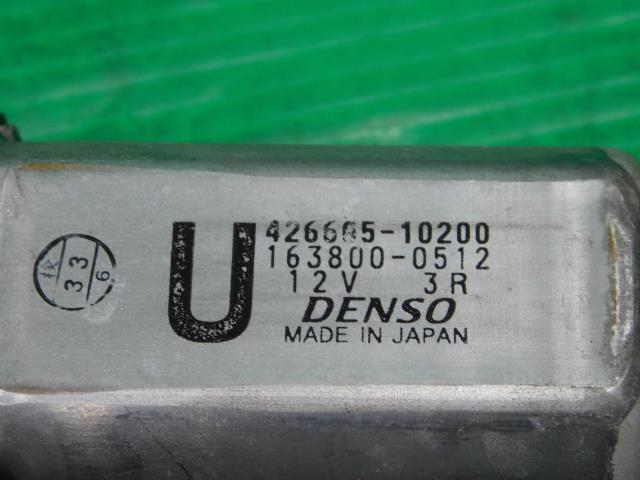 U
426605-10200
163800-0512
12V 3R
DENSO
MADE IN JAPAN
33
6